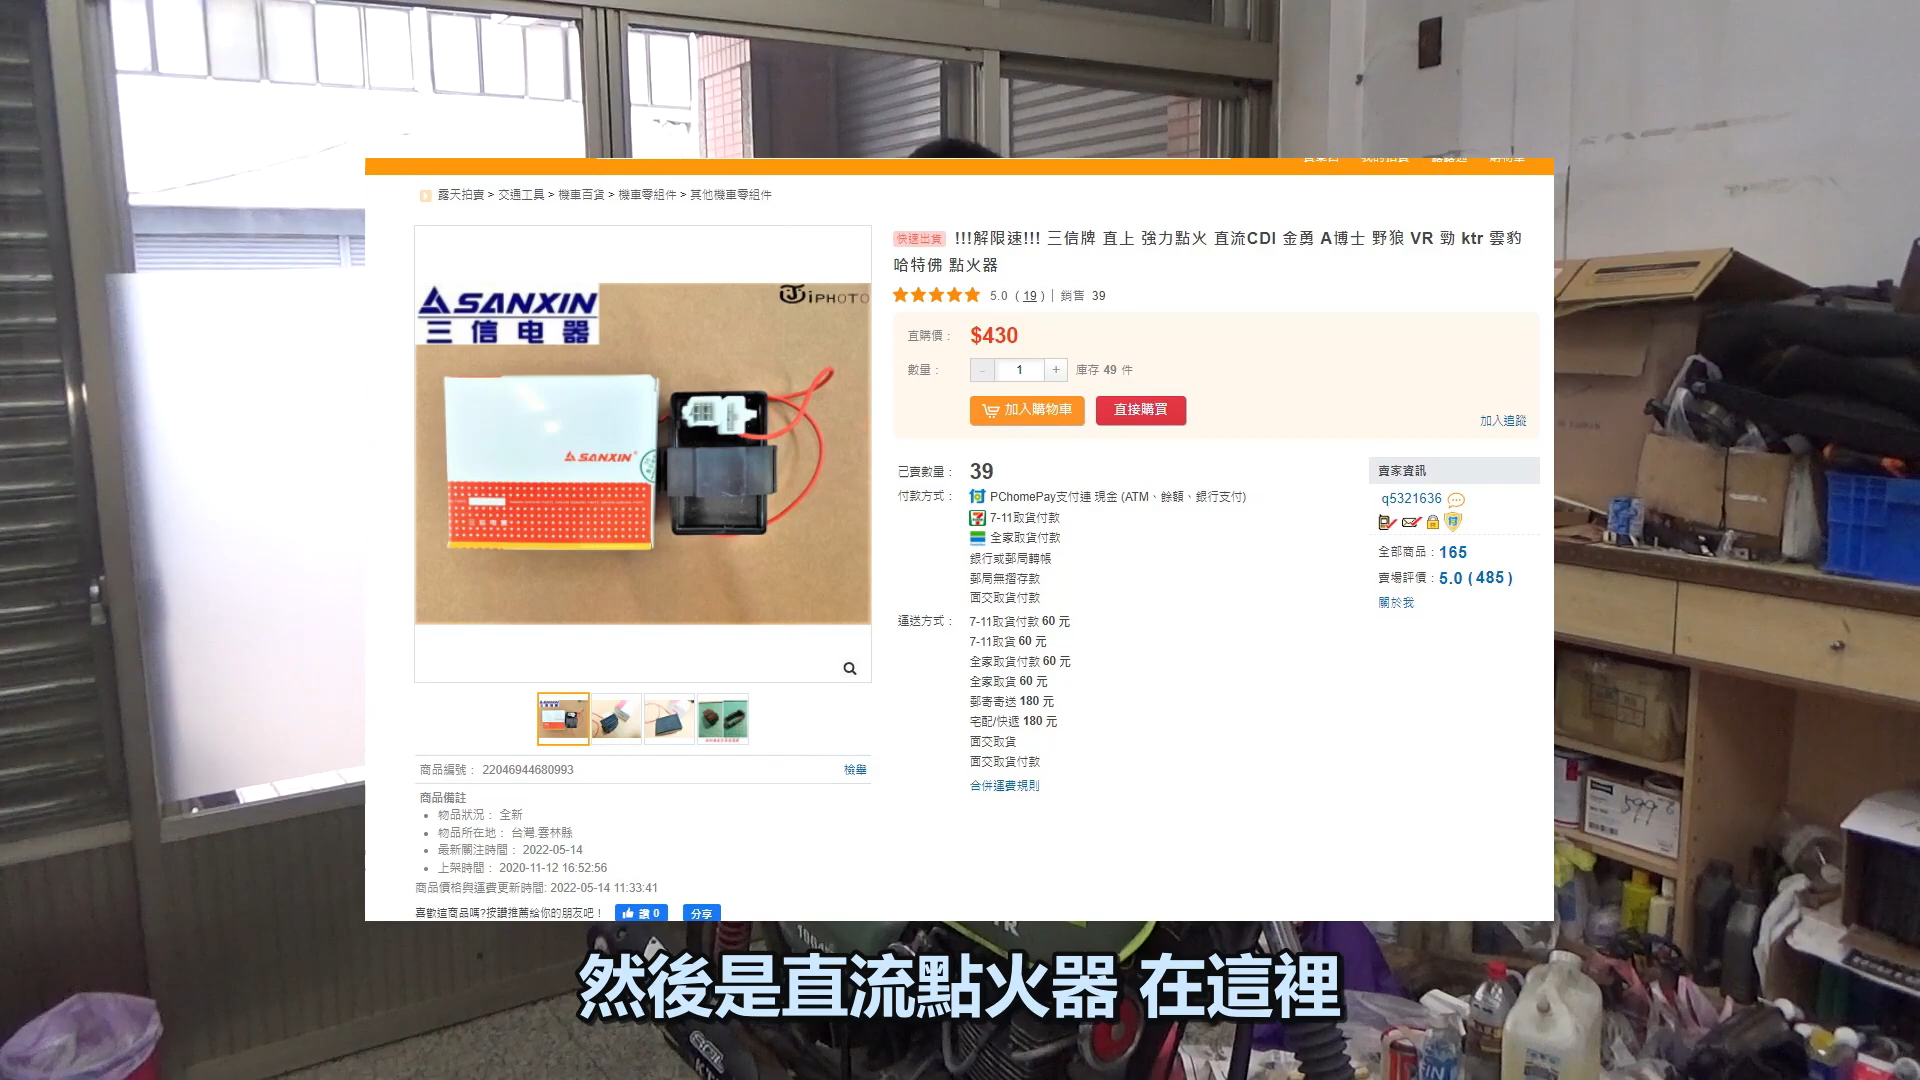 露天拍賣 > 交通工具 > 機車百貨 > 機車零組件 > 其他機車零組件
快速出貨 !!!解限速!!! 三信牌 直上 強力點火 直流CDI 金勇 A博士 野狼 VR 勁 ktr 雲豹
哈特佛 點火器
5.0 ( 19 ) | 銷售 39
直購價：
$430
數量：
- 1 + 庫存 49 件
加入購物車
直接購買
加入追蹤
SANXIN
三信电器
iPHOTO
SANXIN
三信电器
已賣數量：
39
付款方式：
PChomePay支付連 現金 (ATM、餘額、銀行支付)
7-11取貨付款
全家取貨付款
銀行或郵局轉帳
郵局無摺存款
面交取貨付款
運送方式：
7-11取貨付款 60 元
7-11取貨 60 元
全家取貨付款 60 元
全家取貨 60 元
郵寄寄送 180 元
宅配/快遞 180 元
面交取貨
面交取貨付款
合併運費規則
賣家資訊
q5321636
全部商品：165
賣場評價：5.0 ( 485 )
關於我
商品編號： 22046944680993
檢舉
商品備註
物品狀況： 全新
物品所在地： 台灣.雲林縣
最新關注時間： 2022-05-14
上架時間： 2020-11-12 16:52:56
商品價格與運費更新時間: 2022-05-14 11:33:41
喜歡這商品嗎?按讚推薦給你的朋友吧！
讚 0
分享
然後是直流點火器 在這裡